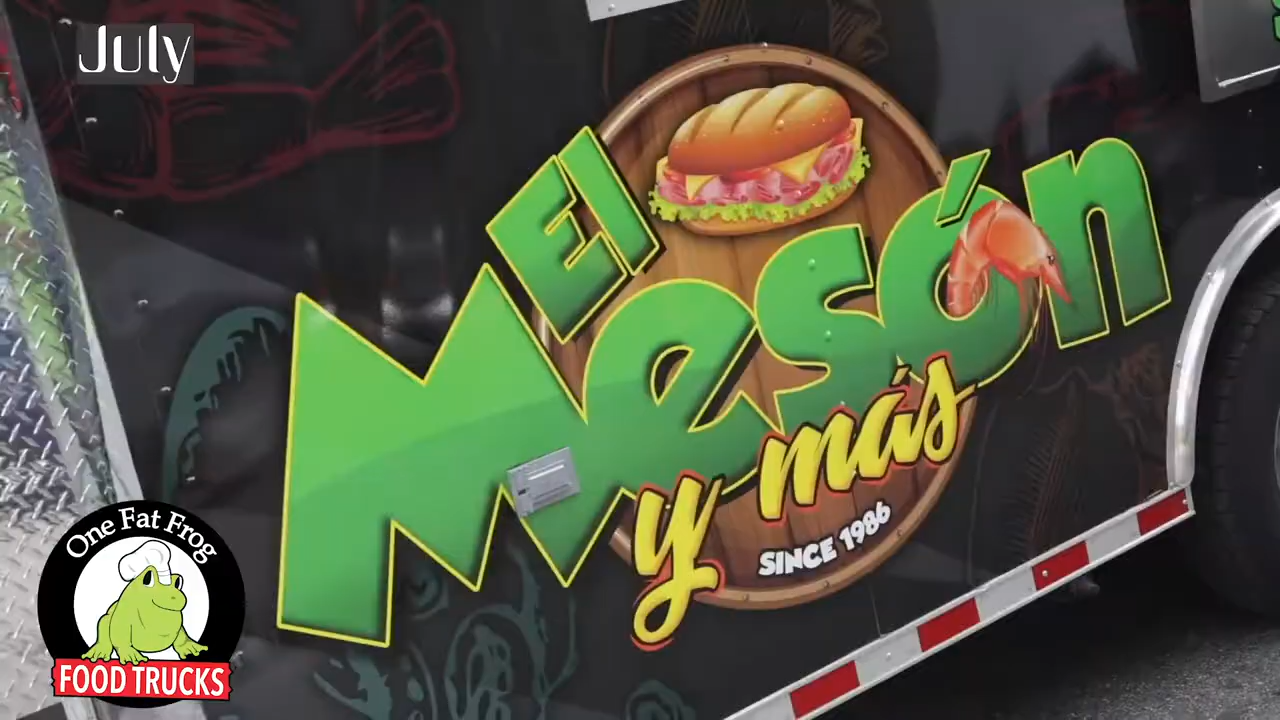 July
El
Mesón
y más
SINCE 1986
One Fat Frog
FOOD TRUCKS